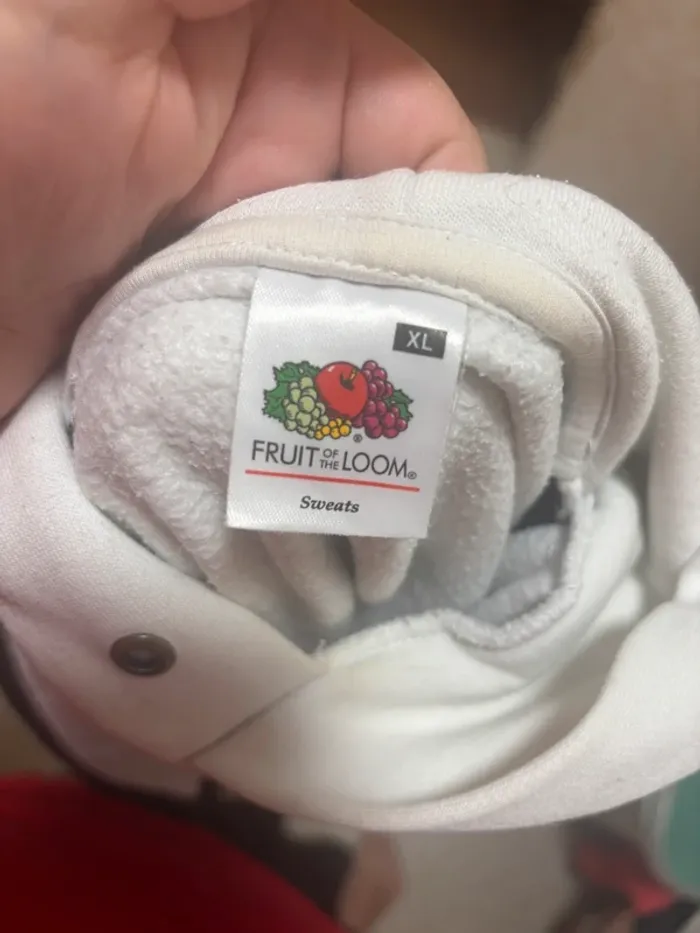 XL
®
FRUIT OF THE LOOM®
Sweats